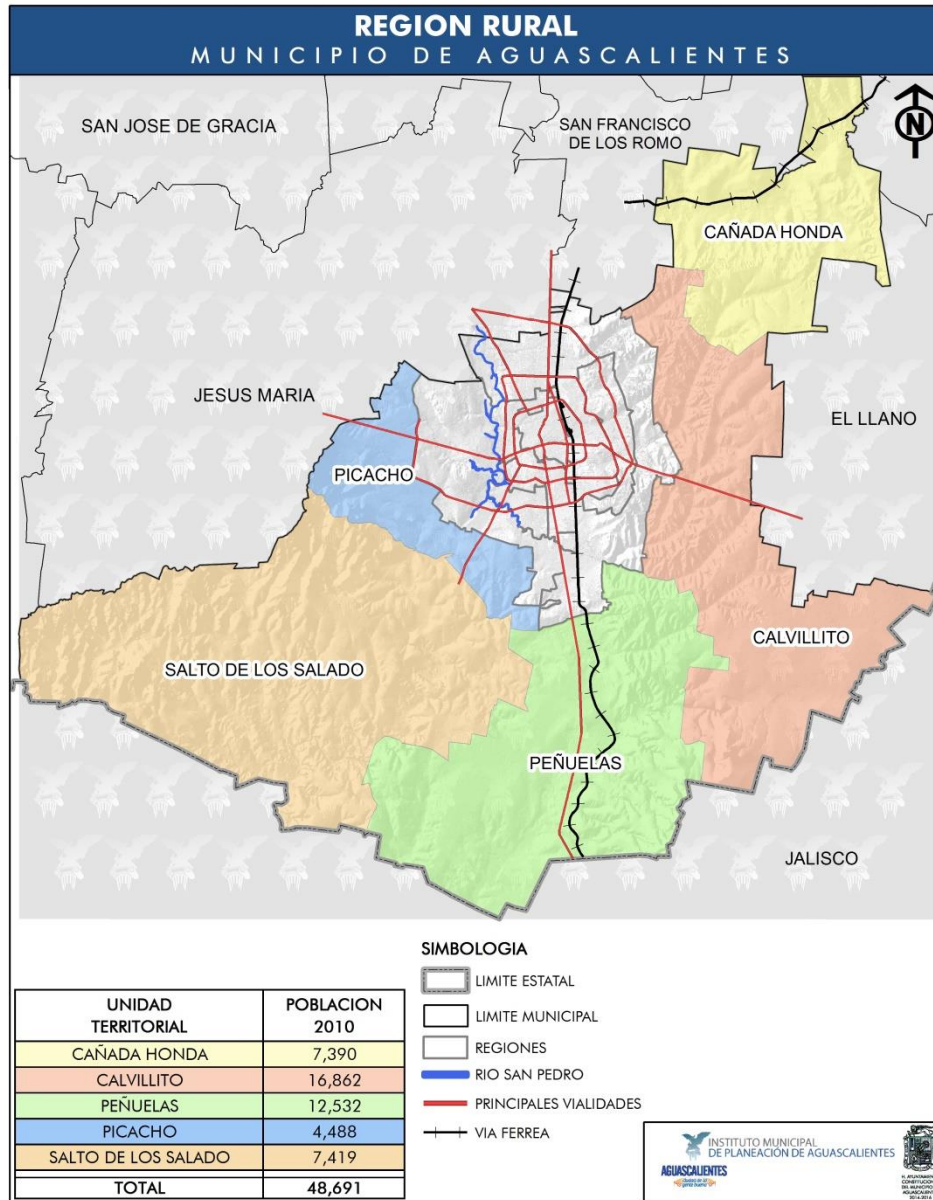 REGION RURAL
MUNICIPIO DE AGUASCALIENTES
SAN JOSE DE GRACIA
SAN FRANCISCO
DE LOS ROMO
N
CAÑADA HONDA
JESUS MARIA
EL LLANO
PICACHO
CALVILLITO
SALTO DE LOS SALADO
PEÑUELAS
JALISCO
SIMBOLOGIA
LIMITE ESTATAL
LIMITE MUNICIPAL
REGIONES
RIO SAN PEDRO
PRINCIPALES VIALIDADES
VIA FERREA
UNIDAD
TERRITORIAL
POBLACION
2010
CAÑADA HONDA 7,390
CALVILLITO 16,862
PEÑUELAS 12,532
PICACHO 4,488
SALTO DE LOS SALADO 7,419
TOTAL 48,691
INSTITUTO MUNICIPAL
DE PLANEACIÓN DE AGUASCALIENTES
AGUASCALIENTES
gente buena